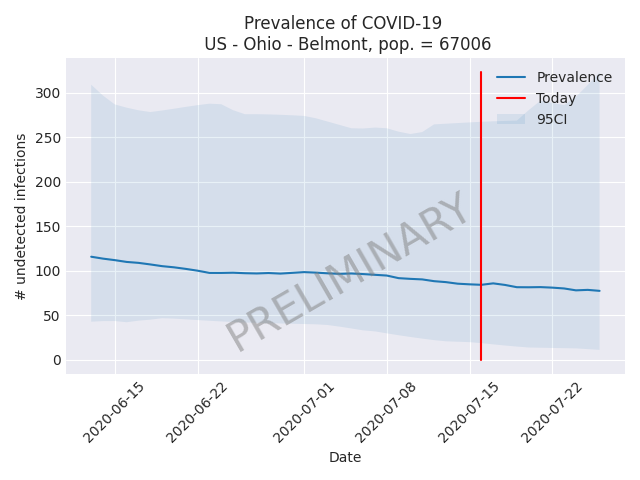 Prevalence of COVID-19
US - Ohio - Belmont, pop. = 67006
Prevalence
Today
95CI
# undetected infections
300
250
200
150
100
50
0
PRELIMINARY
2020-06-15
2020-06-22
2020-07-01
2020-07-08
2020-07-15
2020-07-22
Date